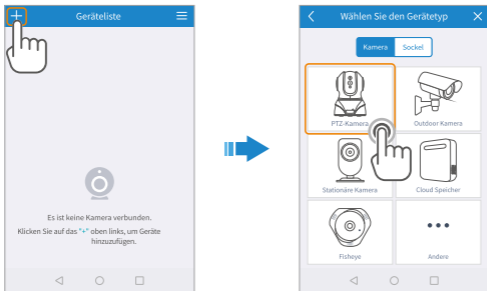 Geräteliste
Es ist keine Kamera verbunden.
Klicken Sie auf das "+" oben links, um Geräte
hinzuzufügen.
Wählen Sie den Gerätetyp
Kamera Sockel
PTZ-Kamera Outdoor Kamera
Stationäre Kamera Cloud Speicher
Fisheye Andere